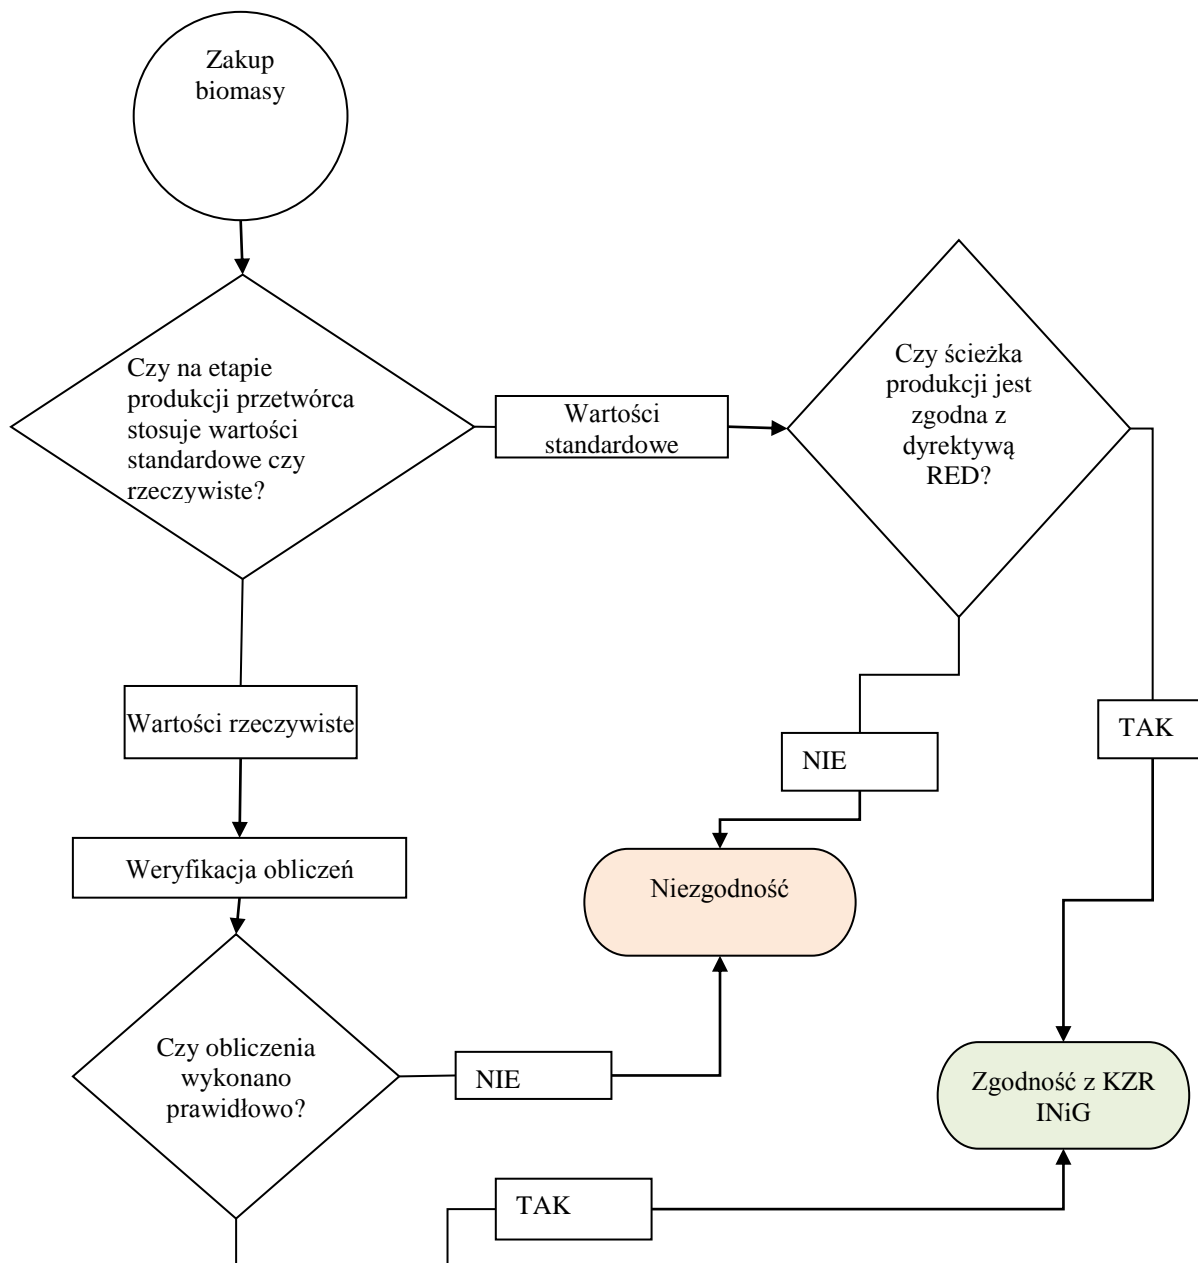 Zakup
biomasy
Czy na etapie
produkcji przetwórca
stosuje wartości
standardowe czy
rzeczywiste?
Wartości
standardowe
Czy ścieżka
produkcji jest
zgodna z
dyrektywą
RED?
Wartości rzeczywiste
NIE
TAK
Weryfikacja obliczeń
Niezgodność
Czy obliczenia
wykonano
prawidłowo?
NIE
Zgodność z KZR
INiG
TAK